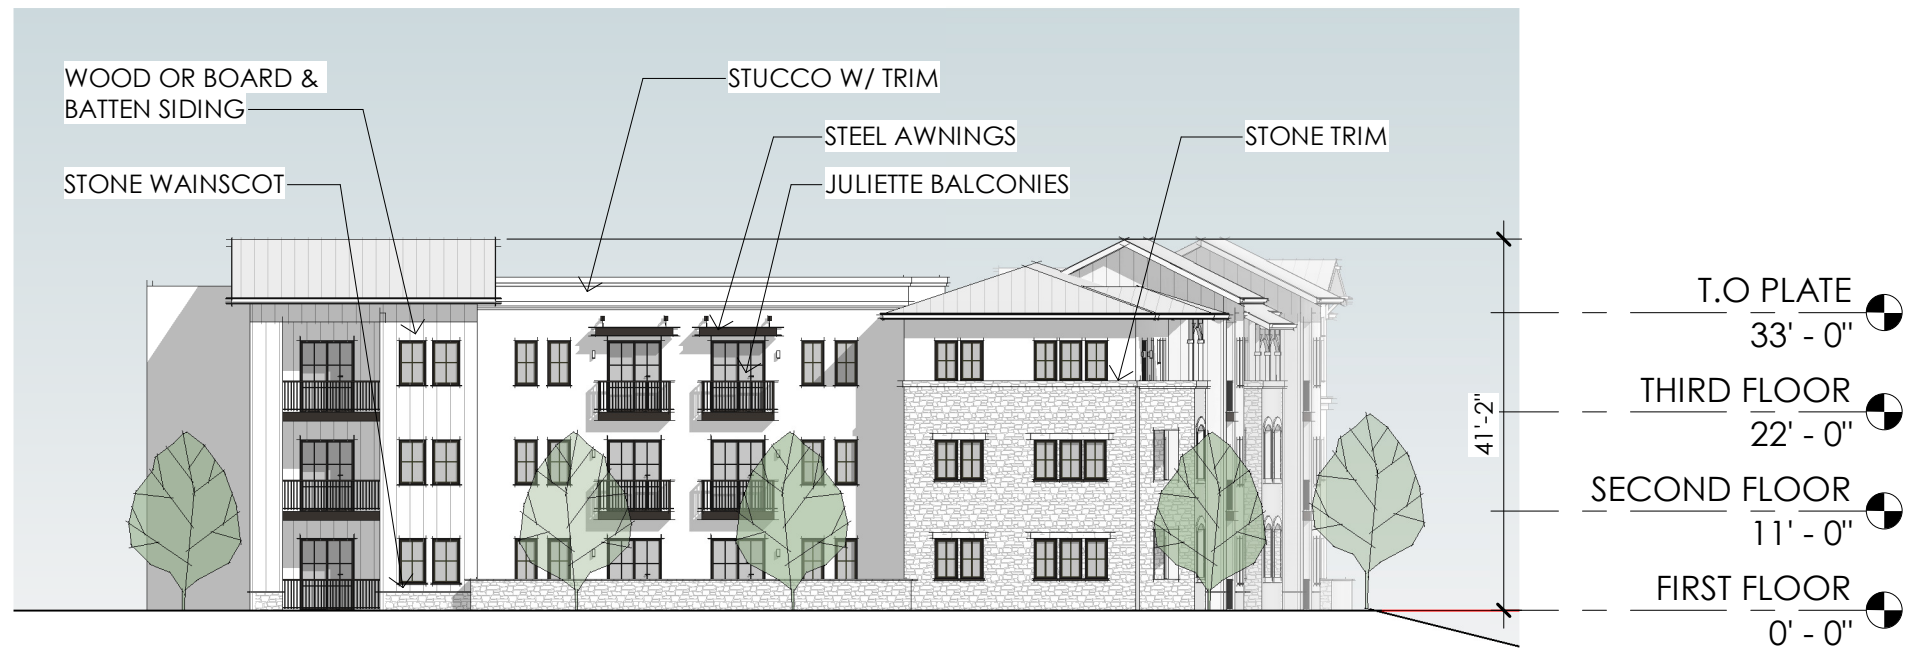 WOOD OR BOARD &
BATTEN SIDING
STONE WAINSCOT
STUCCO W/ TRIM
STEEL AWNINGS
JULIETTE BALCONIES
STONE TRIM
41'-2"
T.O PLATE
33' - 0"
THIRD FLOOR
22' - 0"
SECOND FLOOR
11' - 0"
FIRST FLOOR
0' - 0"